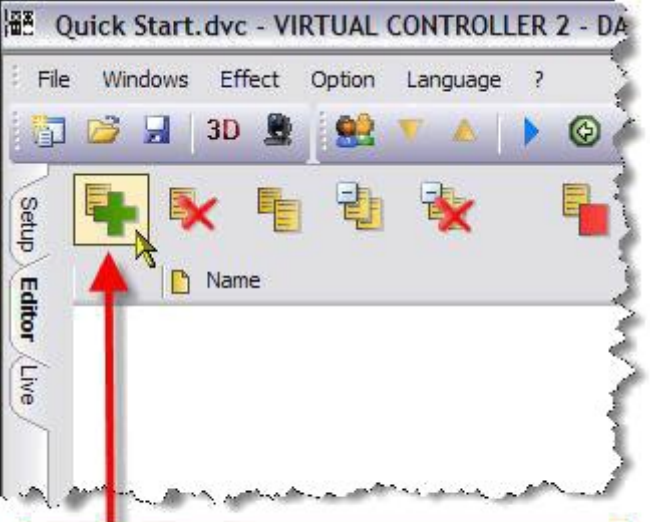 Quick Start.dvc - VIRTUAL CONTROLLER 2 - DA
File Windows Effect Option Language ?
3D
Setup
Name
Editor
Live